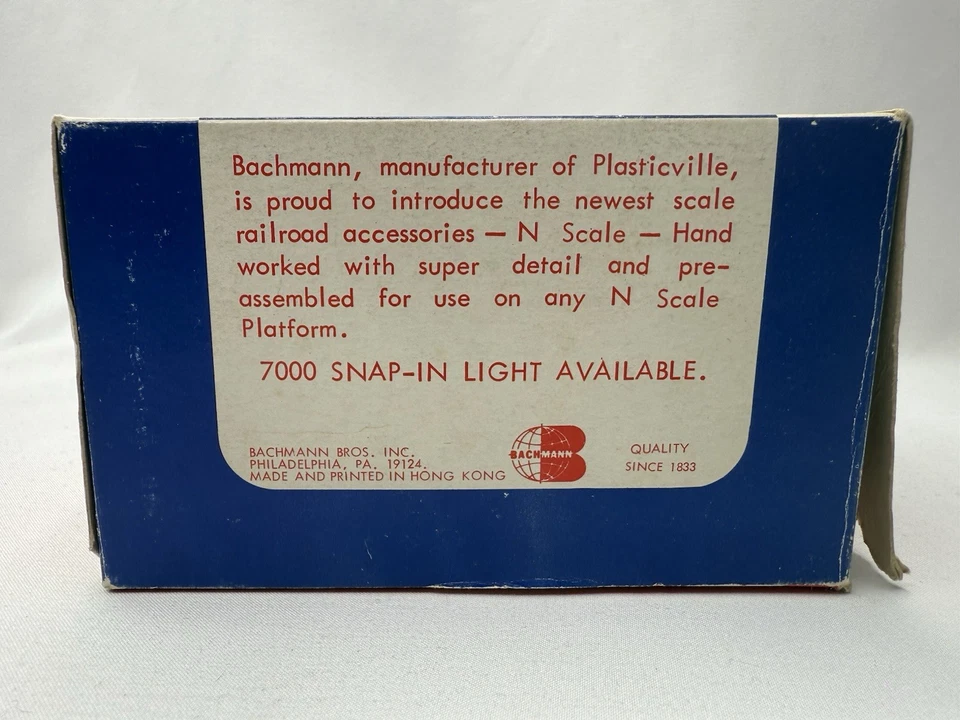 Bachmann, manufacturer of Plasticville,
is proud to introduce the newest scale
railroad accessories — N Scale — Hand
worked with super detail and pre-
assembled for use on any N Scale
Platform.
7000 SNAP-IN LIGHT AVAILABLE.
BACHMANN BROS. INC.
PHILADELPHIA, PA. 19124.
MADE AND PRINTED IN HONG KONG
BACHMANN
QUALITY
SINCE 1833